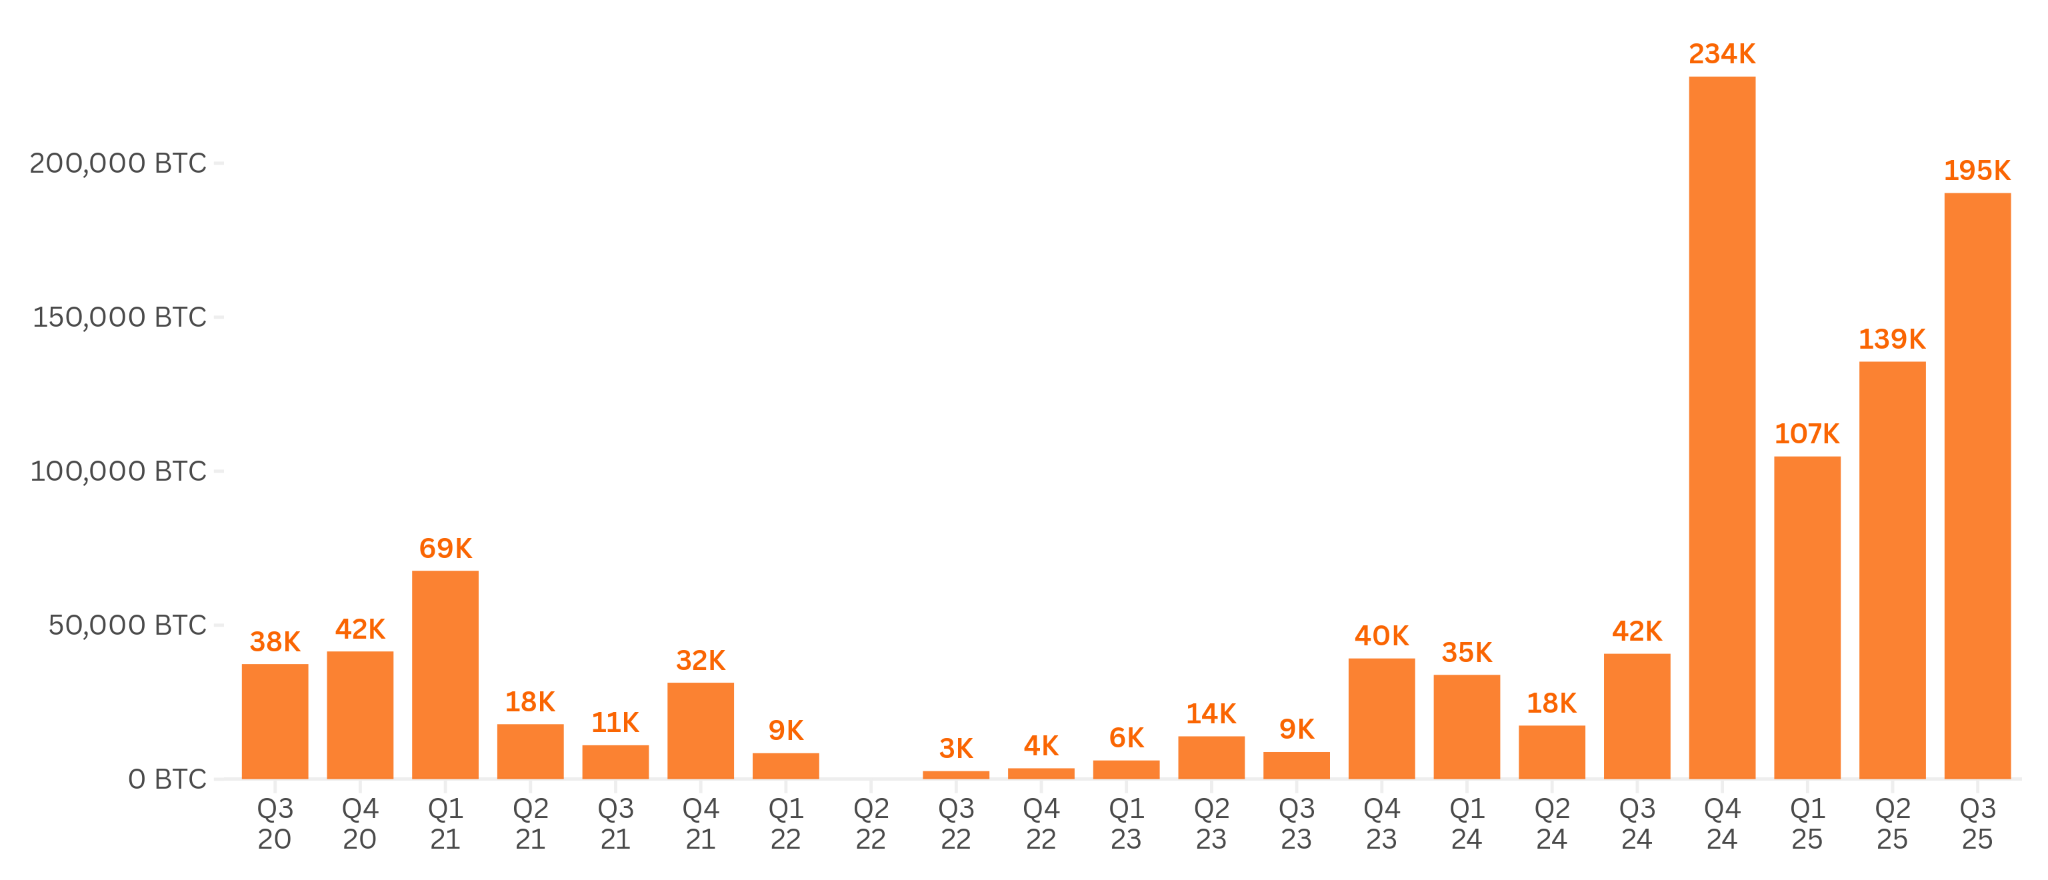 234K
200,000 BTC
195K
150,000 BTC
139K
107K
100,000 BTC
69K
50,000 BTC
38K
42K
18K
11K
32K
9K
3K
4K
6K
14K
9K
40K
35K
18K
42K
0 BTC
Q3 Q4 Q1 Q2 Q3 Q4 Q1 Q2 Q3 Q4 Q1 Q2 Q3 Q4 Q1 Q2 Q3 Q4 Q1 Q2 Q3
20 20 21 21 21 21 22 22 22 22 23 23 23 23 24 24 24 24 25 25 25